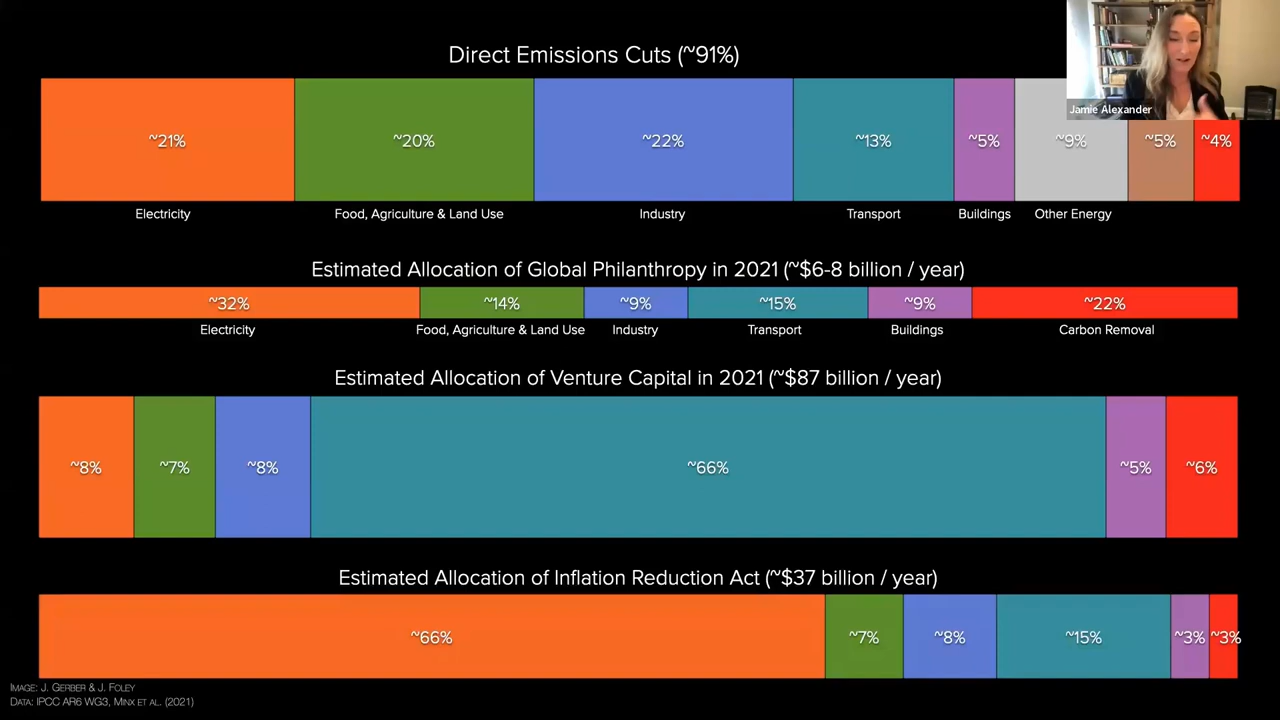 Direct Emissions Cuts (~91%)
Jamie Alexander
~21%
~20%
~22%
~13%
~5%
~9%
~5%
~4%
Electricity
Food, Agriculture & Land Use
Industry
Transport
Buildings
Other Energy
Estimated Allocation of Global Philanthropy in 2021 (~$6-8 billion / year)
~32%
~14%
~9%
~15%
~9%
~22%
Electricity
Food, Agriculture & Land Use
Industry
Transport
Buildings
Carbon Removal
Estimated Allocation of Venture Capital in 2021 (~$87 billion / year)
~8%
~7%
~8%
~66%
~5%
~6%
Estimated Allocation of Inflation Reduction Act (~$37 billion / year)
~66%
~7%
~8%
~15%
~3%
~3%
IMAGE: J. GERBER & J. FOLEY
DATA: IPCC AR6 WG3, MINX ET AL. (2021)